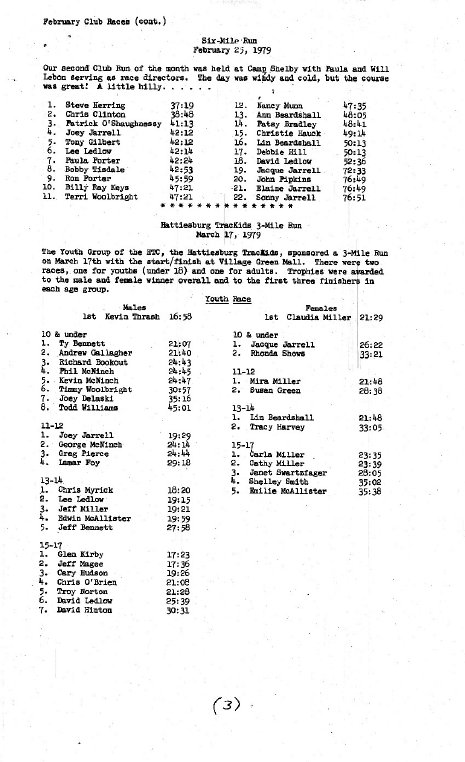 February Club Races (cont.)
Six-Mile Run
February 25, 1979
Our second Club Run of the month was held at Camp Shelby with Paula and Will
Lebon serving as race directors. The day was windy and cold, but the course
was great! A little hilly. . . . . .
1. Steve Herring 37:19
2. Chris Clinton 38:48
3. Patrick O'Shaughnessy 41:13
4. Joey Jarrell 42:12
5. Tony Gilbert 42:12
6. Lee Ledlow 42:14
7. Paula Porter 42:24
8. Bobby Tisdale 42:53
9. Ron Porter 45:59
10. Billy Ray Keys 47:21
11. Terri Woolbright 47:21
12. Nancy Munn 47:35
13. Ann Beardshall 48:05
14. Patsy Bradley 48:41
15. Christie Hauck 49:14
16. Lin Beardshall 50:13
17. Debbie Hill 50:13
18. David Ledlow 52:36
19. Jacque Jarrell 72:33
20. John Pipkins 76:49
21. Elaine Jarrell 76:49
22. Sonny Jarrell 76:51
* * * * * * * * * * * * * * * *
Hattiesburg TracKids 3-Mile Run
March 17, 1979
The Youth Group of the HTC, the Hattiesburg TracKids, sponsored a 3-Mile Run
on March 17th with the start/finish at Village Green Mall. There were two
races, one for youths (under 18) and one for adults. Trophies were awarded
to the male and female winner overall and to the first three finishers in
each age group.
Youth Race
Males
1st Kevin Thrash 16:58
10 & under
1. Ty Bennett 21:07
2. Andrew Gallagher 21:40
3. Richard Bookout 24:43
4. Phil McNinch 24:45
5. Kevin McNinch 24:47
6. Timmy Woolbright 30:57
7. Joey Delaski 35:16
8. Todd Williams 45:01
11-12
1. Joey Jarrell 19:29
2. George McNinch 24:14
3. Greg Pierce 24:44
4. Lamar Foy 29:18
13-14
1. Chris Myrick 18:20
2. Lee Ledlow 19:15
3. Jeff Miller 19:21
4. Edwin McAllister 19:59
5. Jeff Bennett 27:58
15-17
1. Glen Kirby 17:23
2. Jeff Magee 17:36
3. Cary Hudson 19:26
4. Chris O'Brien 21:08
5. Troy Norton 21:28
6. David Ledlow 25:39
7. David Hinton 30:31
Females
1st Claudia Miller 21:29
10 & under
1. Jacque Jarrell 26:22
2. Rhonda Shows 33:21
11-12
1. Mira Miller 21:48
2. Susan Green 28:38
13-14
1. Lin Beardshall 21:48
2. Tracy Harvey 33:05
15-17
1. Carla Miller 23:35
2. Cathy Miller 23:39
3. Janet Swartzfager 28:05
4. Shelley Smith 35:02
5. Emilie McAllister 35:38
(3)